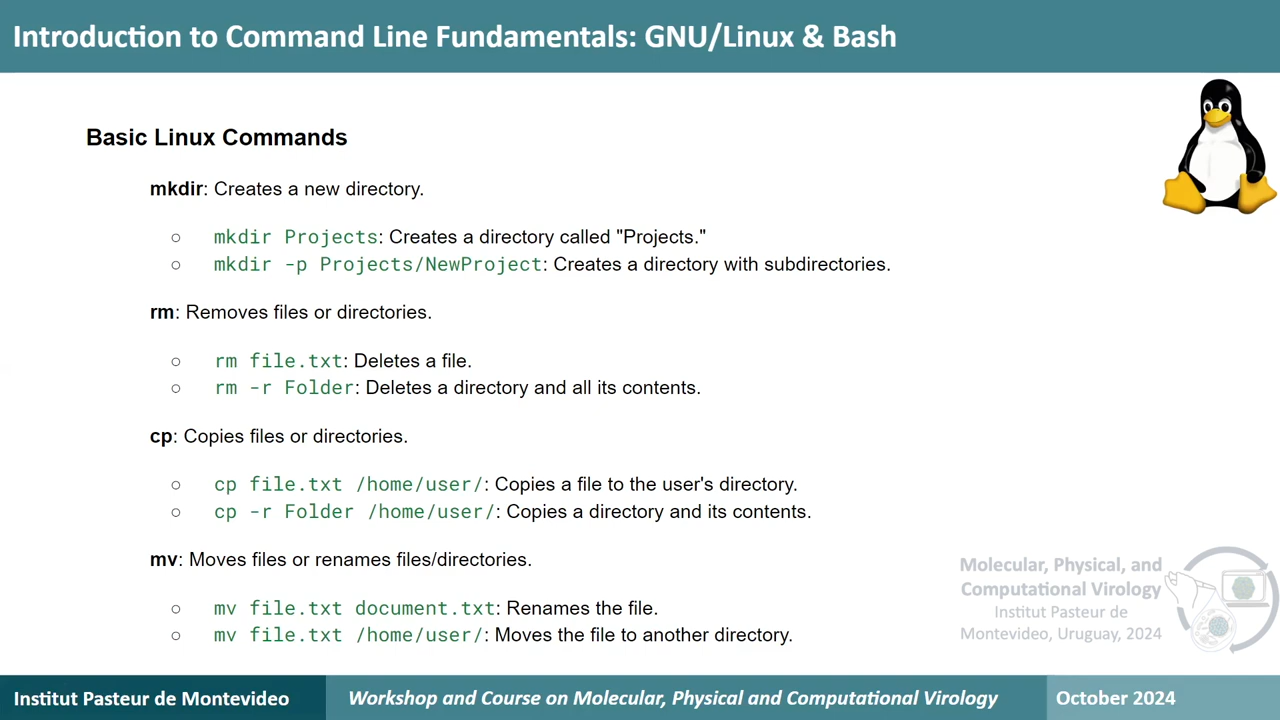 Introduction to Command Line Fundamentals: GNU/Linux & Bash
Basic Linux Commands
mkdir: Creates a new directory.
○ mkdir Projects: Creates a directory called "Projects."
○ mkdir -p Projects/NewProject: Creates a directory with subdirectories.
rm: Removes files or directories.
○ rm file.txt: Deletes a file.
○ rm -r Folder: Deletes a directory and all its contents.
cp: Copies files or directories.
○ cp file.txt /home/user/: Copies a file to the user's directory.
○ cp -r Folder /home/user/: Copies a directory and its contents.
mv: Moves files or renames files/directories.
○ mv file.txt document.txt: Renames the file.
○ mv file.txt /home/user/: Moves the file to another directory.
Molecular, Physical, and
Computational Virology
Institut Pasteur de
Montevideo, Uruguay, 2024
Institut Pasteur de Montevideo
Workshop and Course on Molecular, Physical and Computational Virology
October 2024